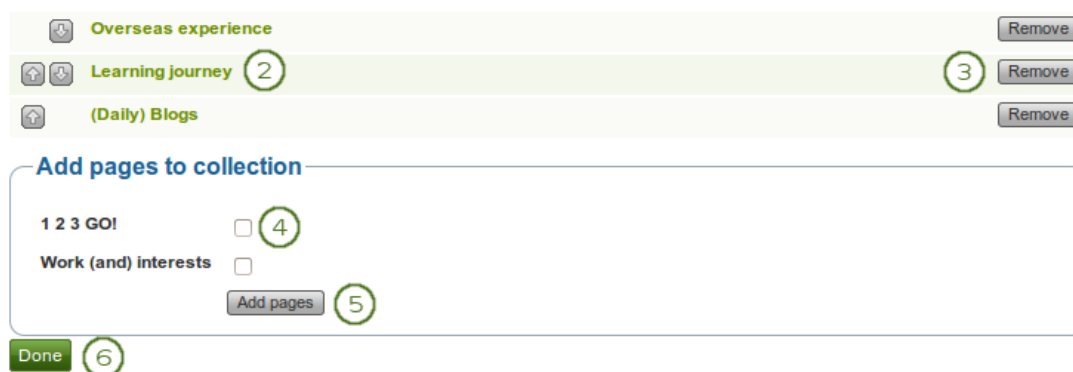 Overseas experience Remove
Learning journey 2 3 Remove
(Daily) Blogs Remove
Add pages to collection
1 2 3 GO! 4
Work (and) interests
Add pages 5
Done 6